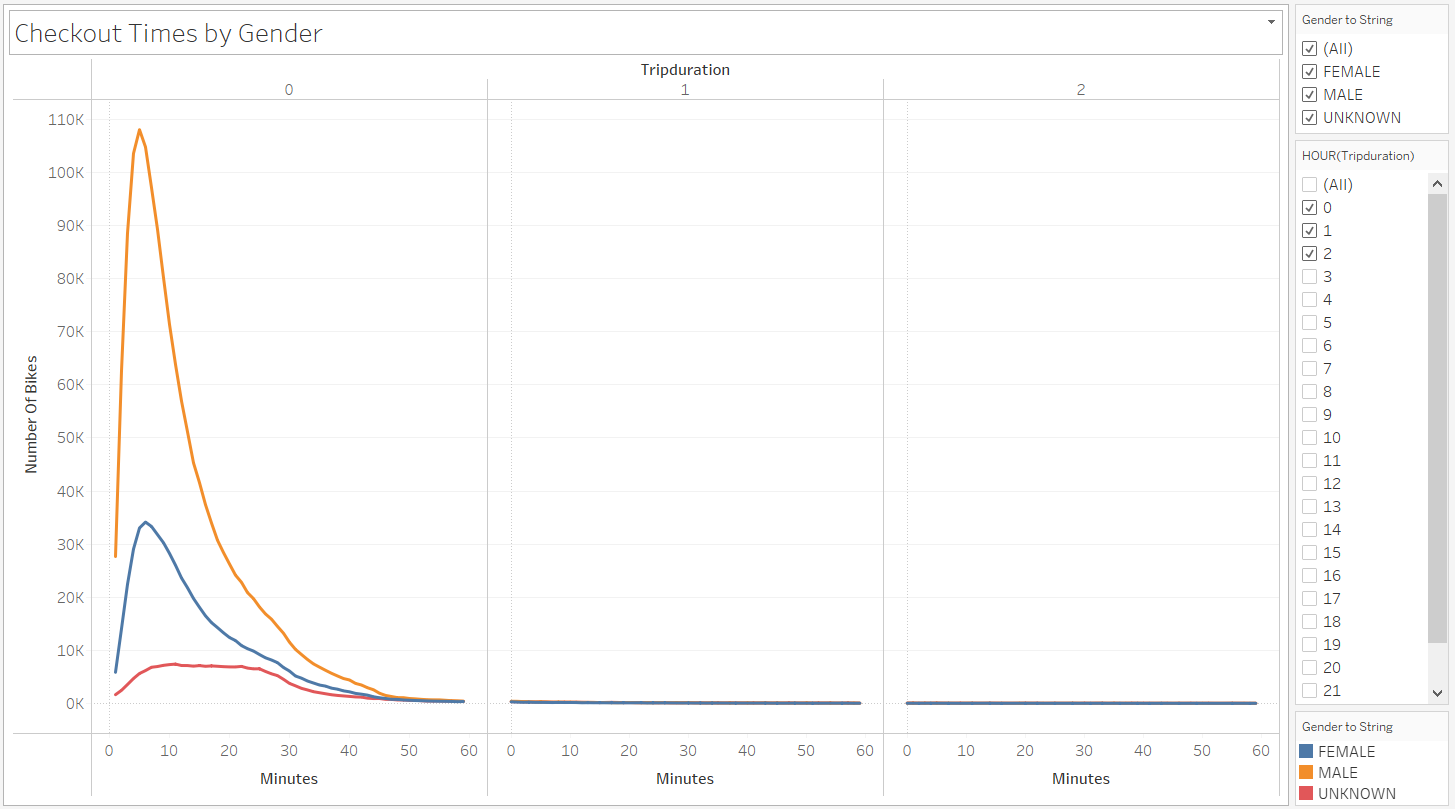 Checkout Times by Gender
Tripduration
0 1 2
110K
100K
90K
80K
70K
60K
50K
40K
30K
20K
10K
0K
Number Of Bikes
0 10 20 30 40 50 60 0 10 20 30 40 50 60 0 10 20 30 40 50 60
Minutes Minutes Minutes
Gender to String
(All)
FEMALE
MALE
UNKNOWN
HOUR(Tripduration)
(All)
0
1
2
3
4
5
6
7
8
9
10
11
12
13
14
15
16
17
18
19
20
21
Gender to String
FEMALE
MALE
UNKNOWN